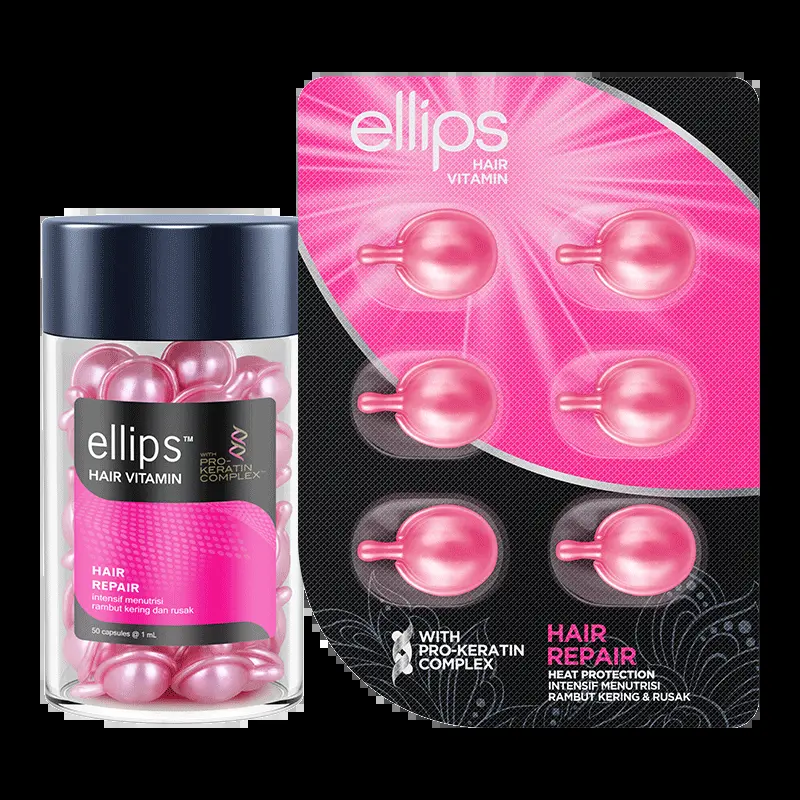 ellips™
HAIR VITAMIN
WITH
PRO-
KERATIN
COMPLEX™
HAIR
REPAIR
intensif menutrisi
rambut kering dan rusak
50 capsules @ 1 mL
ellips
HAIR
VITAMIN
WITH
PRO-KERATIN
COMPLEX
HAIR
REPAIR
HEAT PROTECTION
INTENSIF MENUTRISI
RAMBUT KERING & RUSAK